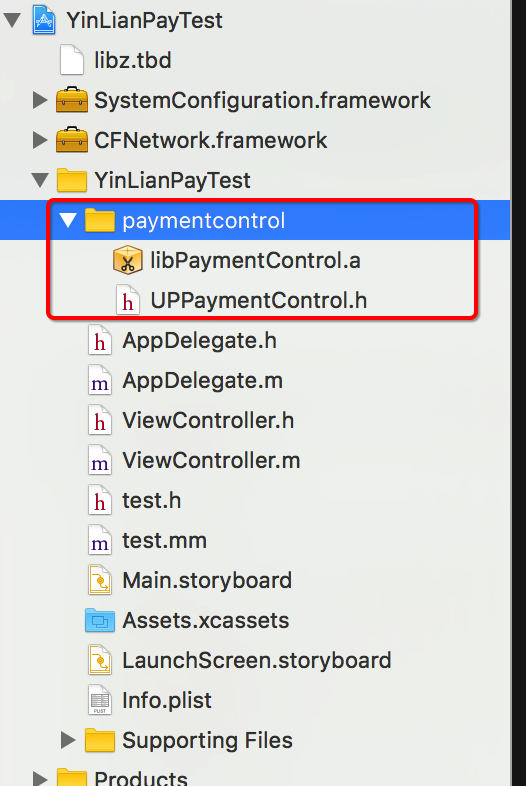 YinLianPayTest
libz.tbd
SystemConfiguration.framework
CFNetwork.framework
YinLianPayTest
paymentcontrol
libPaymentControl.a
h UPPaymentControl.h
h AppDelegate.h
m AppDelegate.m
h ViewController.h
m ViewController.m
h test.h
m test.mm
Main.storyboard
Assets.xcassets
LaunchScreen.storyboard
PLIST Info.plist
Supporting Files
Products